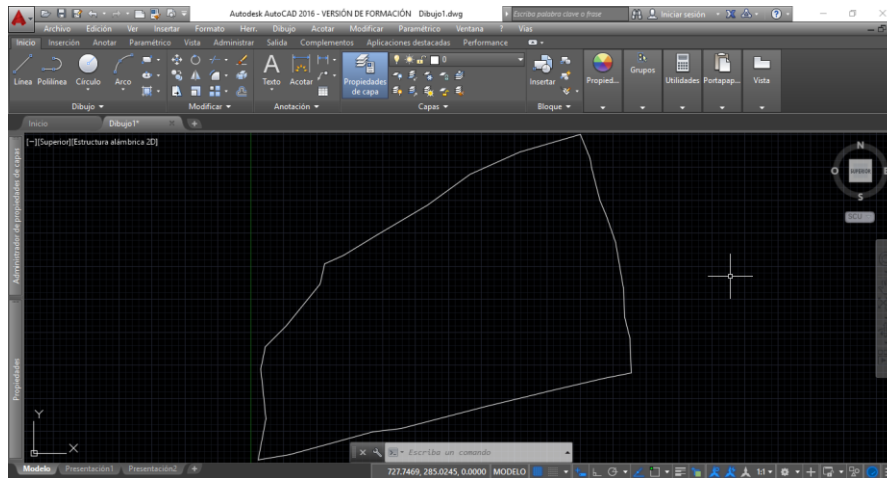 Autodesk AutoCAD 2016 - VERSIÓN DE FORMACIÓN Dibujo1.dwg
Escriba palabra clave o frase
Iniciar sesión
Archivo Edición Ver Insertar Formato Herr. Dibujo Acotar Modificar Paramétrico Ventana ? Vias
Inicio Inserción Anotar Paramétrico Vista Administrar Salida Complementos Aplicaciones destacadas Performance
Línea Polilínea Círculo Arco
Texto Acotar
Propiedades de capa
0
Insertar
Propied...
Grupos
Utilidades
Portapap...
Vista
Dibujo Modificar Anotación Capas Bloque
Inicio Dibujo1*
[−][Superior][Estructura alámbrica 2D]
N
O SUPERIOR E
S
SCU
Administrador de propiedades de capas
Propiedades
Y
X
Escriba un comando
Modelo Presentación1 Presentación2 +
727.7469, 285.0245, 0.0000 MODELO
1:1